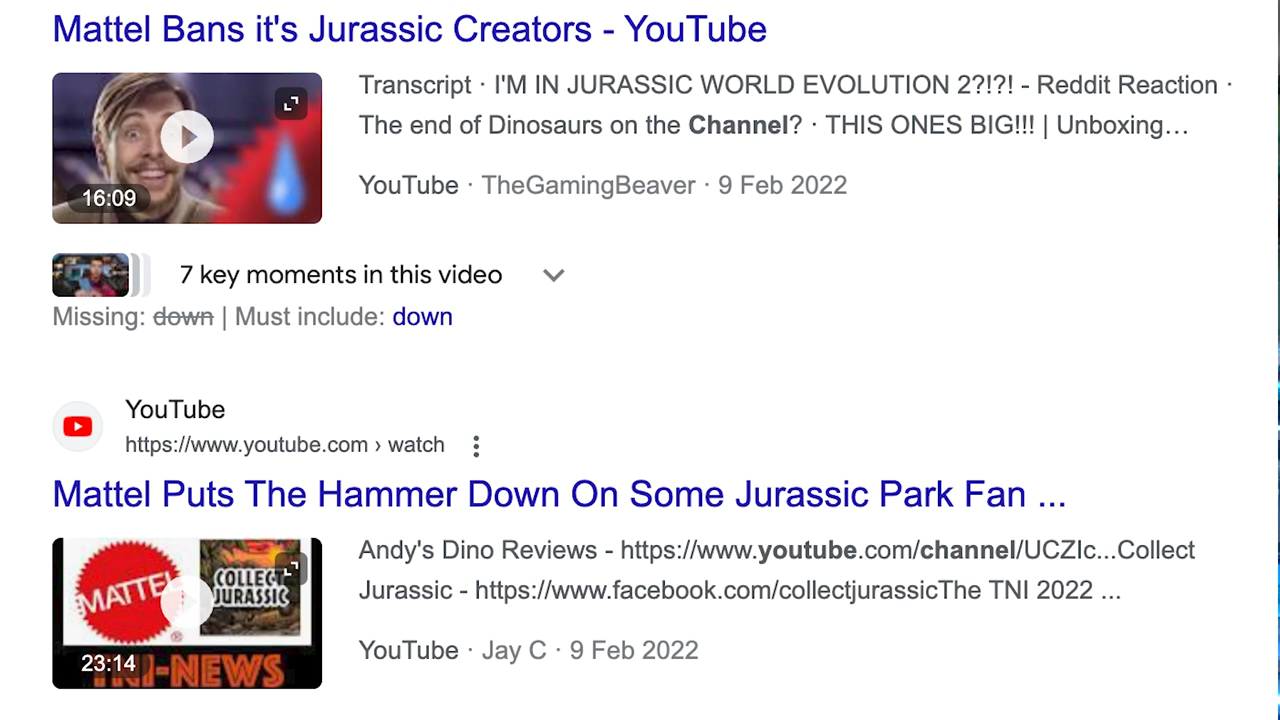 Mattel Bans it's Jurassic Creators - YouTube
Transcript · I'M IN JURASSIC WORLD EVOLUTION 2?!?! - Reddit Reaction ·
The end of Dinosaurs on the Channel? · THIS ONES BIG!!! | Unboxing…
16:09
YouTube · TheGamingBeaver · 9 Feb 2022
7 key moments in this video
Missing: down | Must include: down
YouTube
https://www.youtube.com › watch
Mattel Puts The Hammer Down On Some Jurassic Park Fan ...
Andy's Dino Reviews - https://www.youtube.com/channel/UCZIc...Collect
Jurassic - https://www.facebook.com/collectjurassicThe TNI 2022 ...
MATTEL
®
COLLECT
JURASSIC
23:14
TNI-NEWS
YouTube · Jay C · 9 Feb 2022